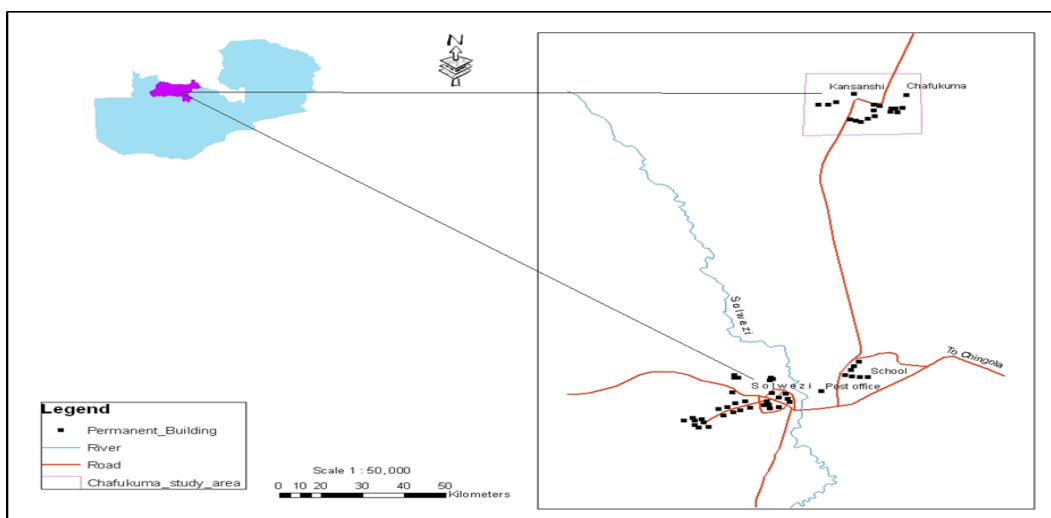 N
Kansanshi
Chafukuma
Solwezi
To Chingola
School
Solwezi
Post office
Legend
Permanent_Building
River
Road
Chafukuma_study_area
Scale 1 : 50,000
0 10 20 30 40 50
Kilometers